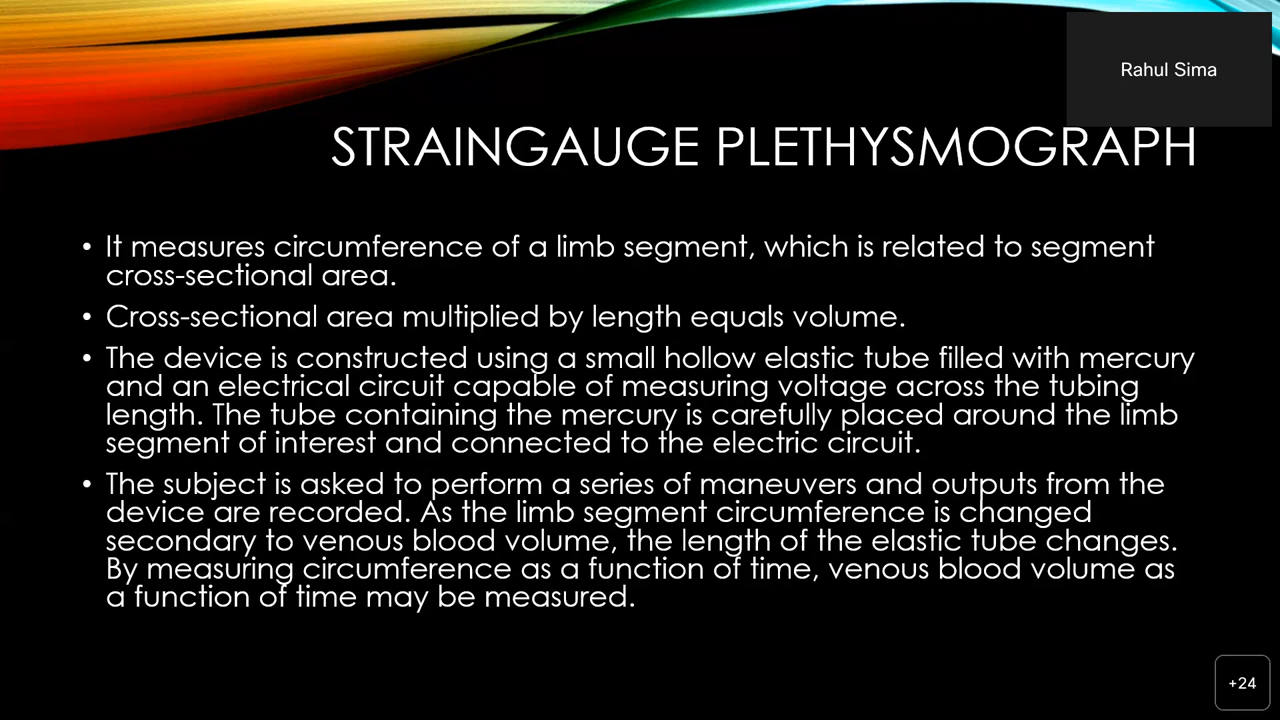 Rahul Sima
STRAINGAUGE PLETHYSMOGRAPH
• It measures circumference of a limb segment, which is related to segment
cross-sectional area.
• Cross-sectional area multiplied by length equals volume.
• The device is constructed using a small hollow elastic tube filled with mercury
and an electrical circuit capable of measuring voltage across the tubing
length. The tube containing the mercury is carefully placed around the limb
segment of interest and connected to the electric circuit.
• The subject is asked to perform a series of maneuvers and outputs from the
device are recorded. As the limb segment circumference is changed
secondary to venous blood volume, the length of the elastic tube changes.
By measuring circumference as a function of time, venous blood volume as
a function of time may be measured.
+24